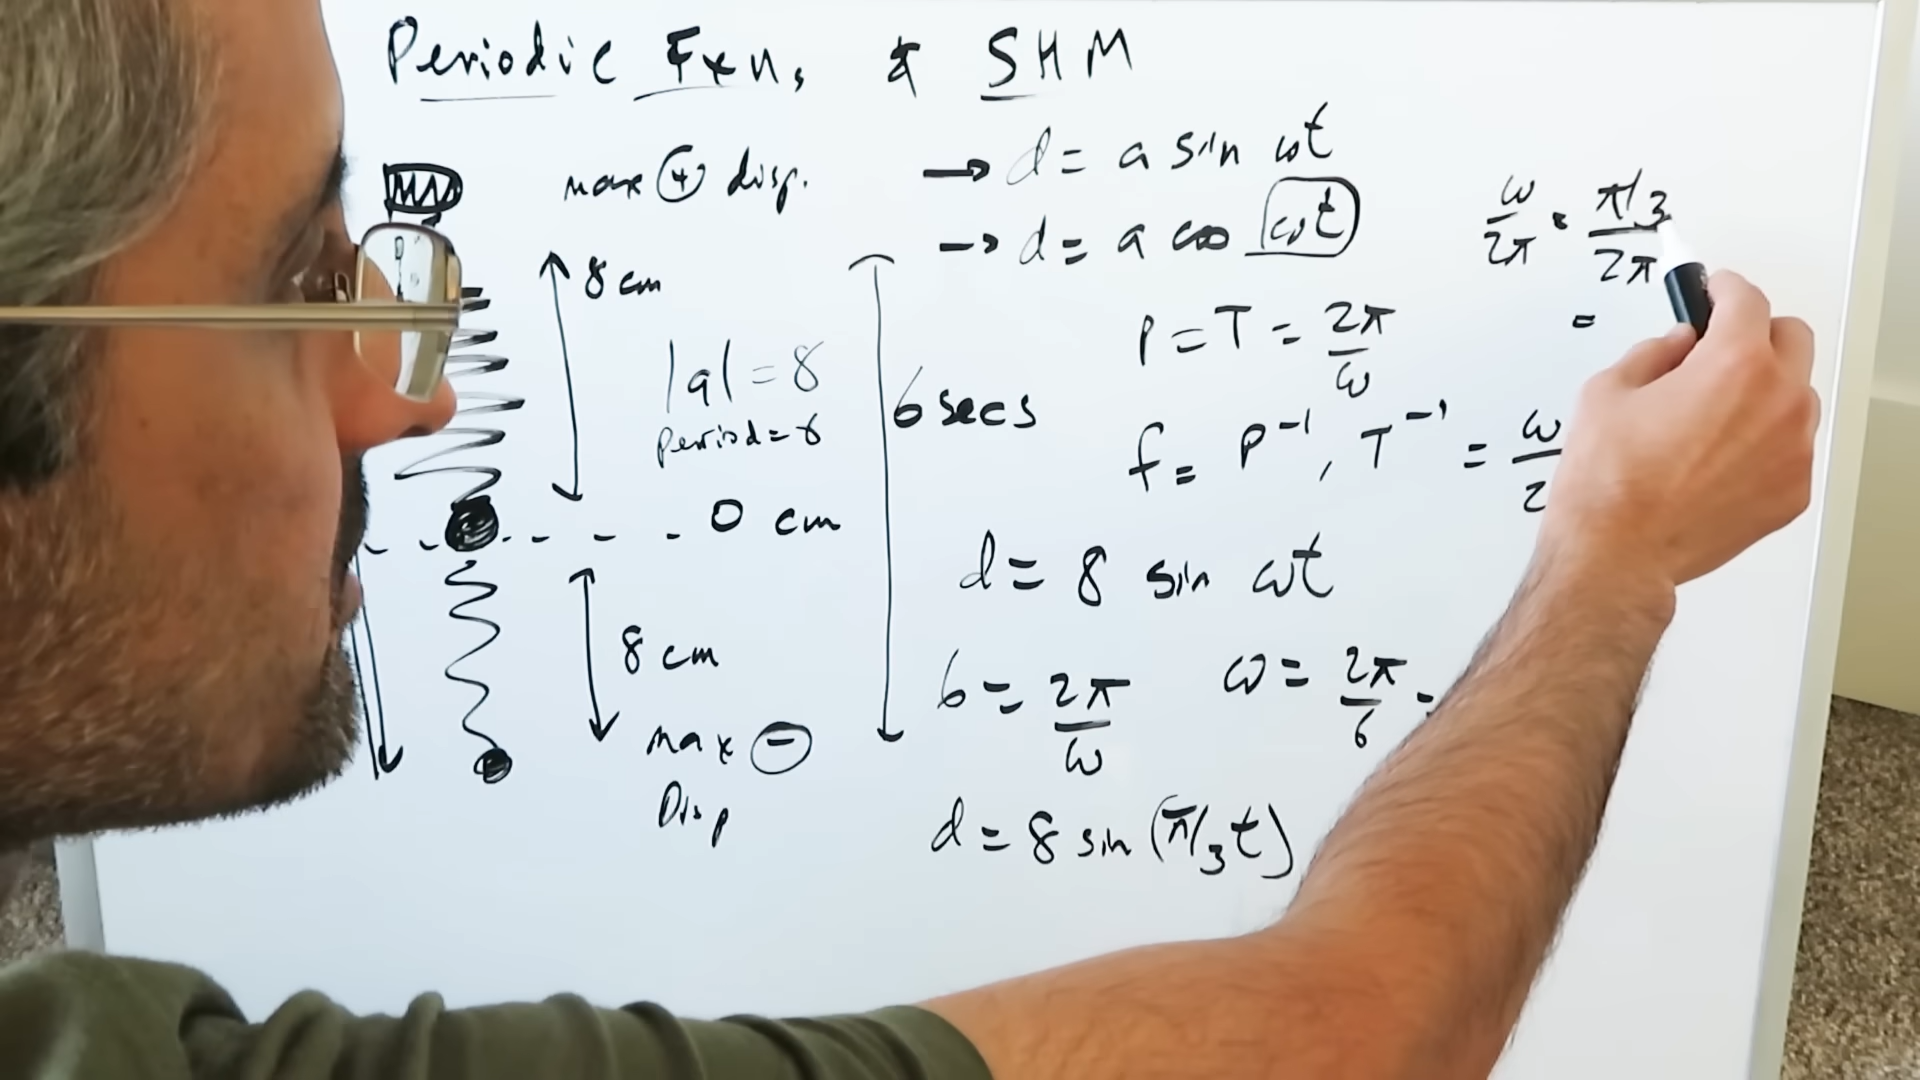 Periodic Fxn, & SHM
max + disp.
8 cm
|a| = 8
period = 6
0 cm
8 cm
max -
Disp
6 secs
→ d = a sin ωt
→ d = a cos ωt
P = T = 2π/ω
f = P⁻¹, T⁻¹ = ω/2
d = 8 sin ωt
6 = 2π/ω ω = 2π/6 =
d = 8 sin (π/3 t)
ω/2π = π/3/2π
=